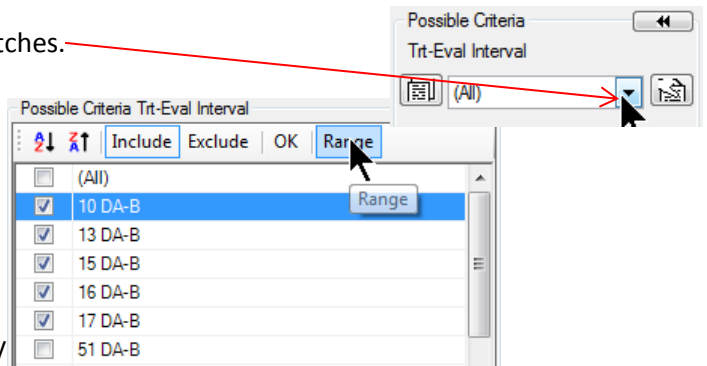 Possible Criteria
tches.
Trt-Eval Interval
(All)
Possible Criteria Trt-Eval Interval
Include Exclude OK Range
(All)
Range
10 DA-B
13 DA-B
15 DA-B
16 DA-B
17 DA-B
51 DA-B